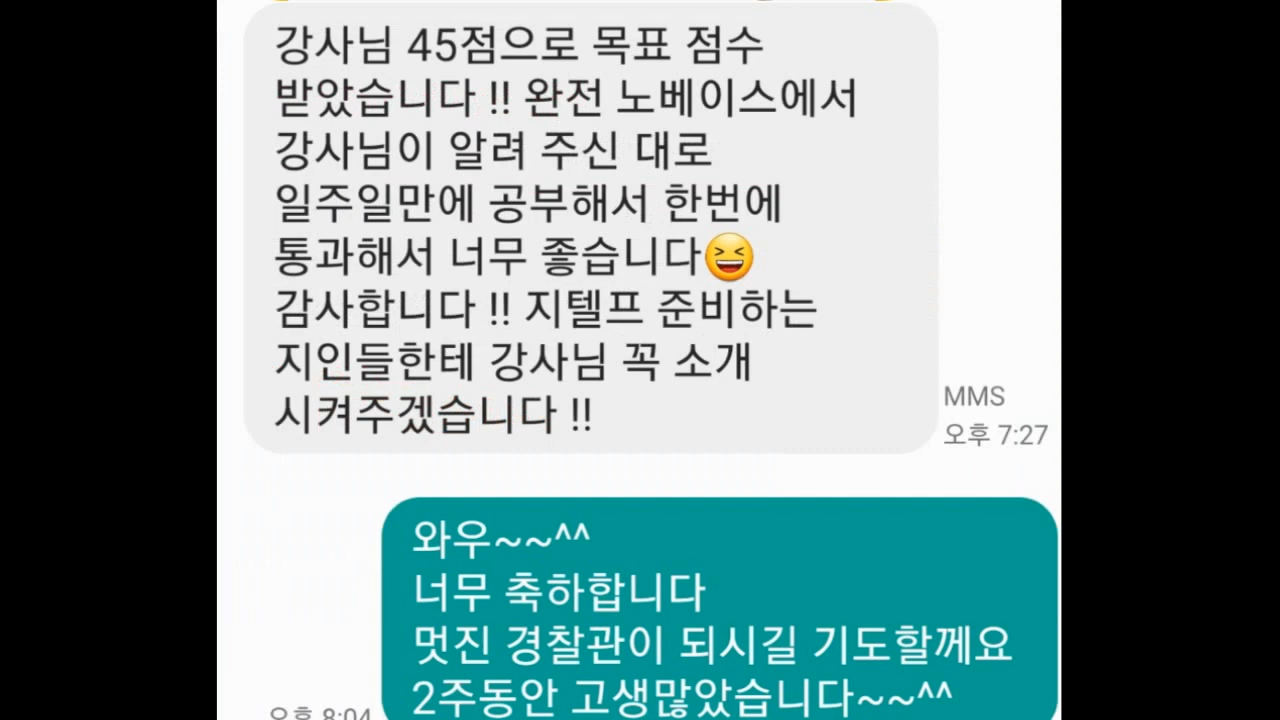 강사님 45점으로 목표 점수
받았습니다 !! 완전 노베이스에서
강사님이 알려 주신 대로
일주일만에 공부해서 한번에
통과해서 너무 좋습니다😆
감사합니다 !! 지텔프 준비하는
지인들한테 강사님 꼭 소개
시켜주겠습니다 !!
MMS
오후 7:27
와우~~^^
너무 축하합니다
멋진 경찰관이 되시길 기도할께요
2주동안 고생많았습니다~~^^
오후 8:04